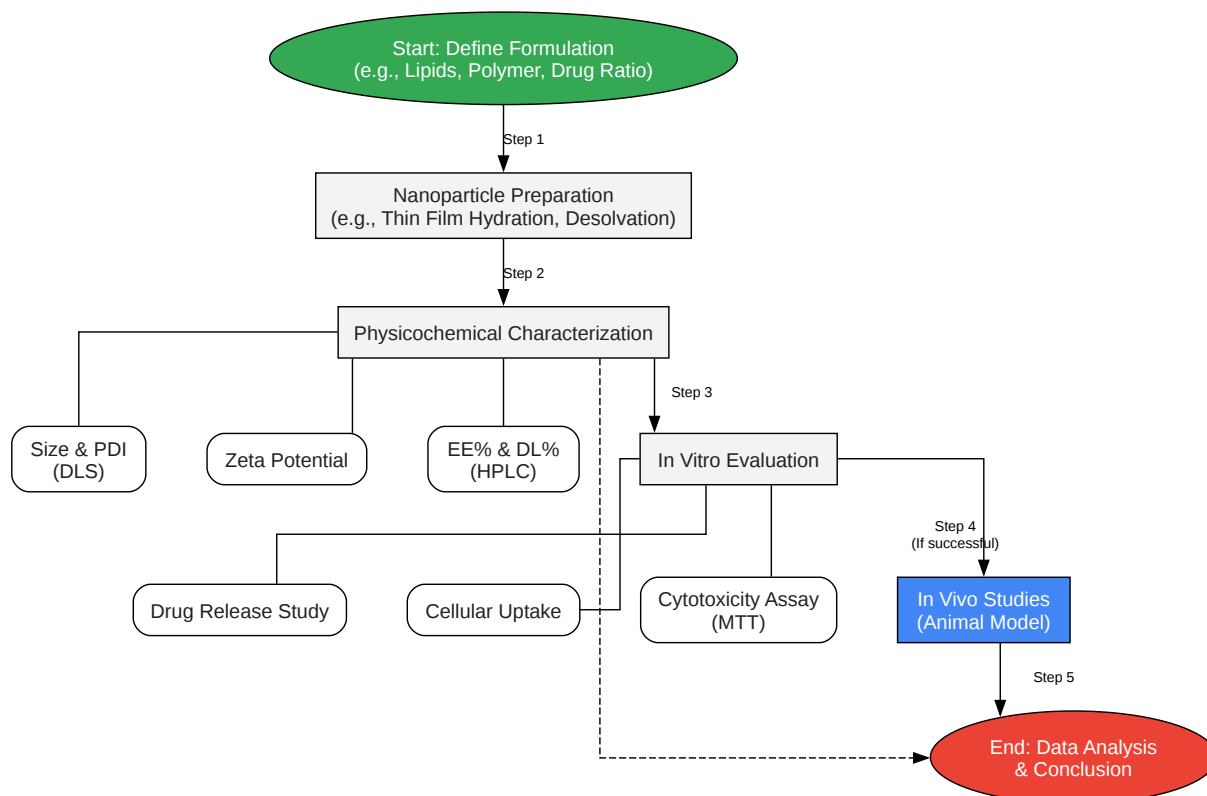 Start: Define Formulation
(e.g., Lipids, Polymer, Drug Ratio)
Step 1
Nanoparticle Preparation
(e.g., Thin Film Hydration, Desolvation)
Step 2
Physicochemical Characterization
Step 3
Size & PDI
(DLS)
Zeta Potential
EE% & DL%
(HPLC)
In Vitro Evaluation
Step 4
(If successful)
Drug Release Study
Cellular Uptake
Cytotoxicity Assay
(MTT)
In Vivo Studies
(Animal Model)
Step 5
End: Data Analysis
& Conclusion